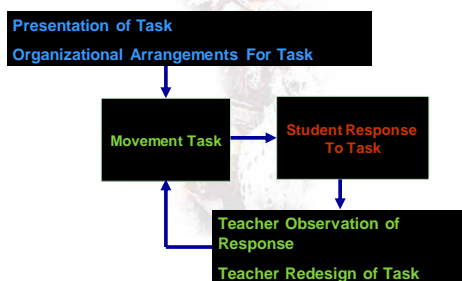 Presentation of Task
Organizational Arrangements For Task
Movement Task
Student Response
To Task
Teacher Observation of
Response
Teacher Redesign of Task